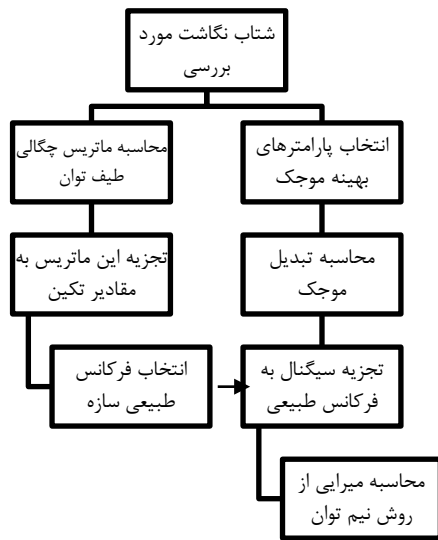 شتاب نگاشت مورد
بررسی
انتخاب پارامترهای
بهینه موجک
محاسبه ماتریس چگالی
طیف توان
محاسبه تبدیل
موجک
تجزیه این ماتریس به
مقادیر تکین
تجزیه سیگنال به
فرکانس طبیعی
انتخاب فرکانس
طبیعی سازه
محاسبه میرایی از
روش نیم توان